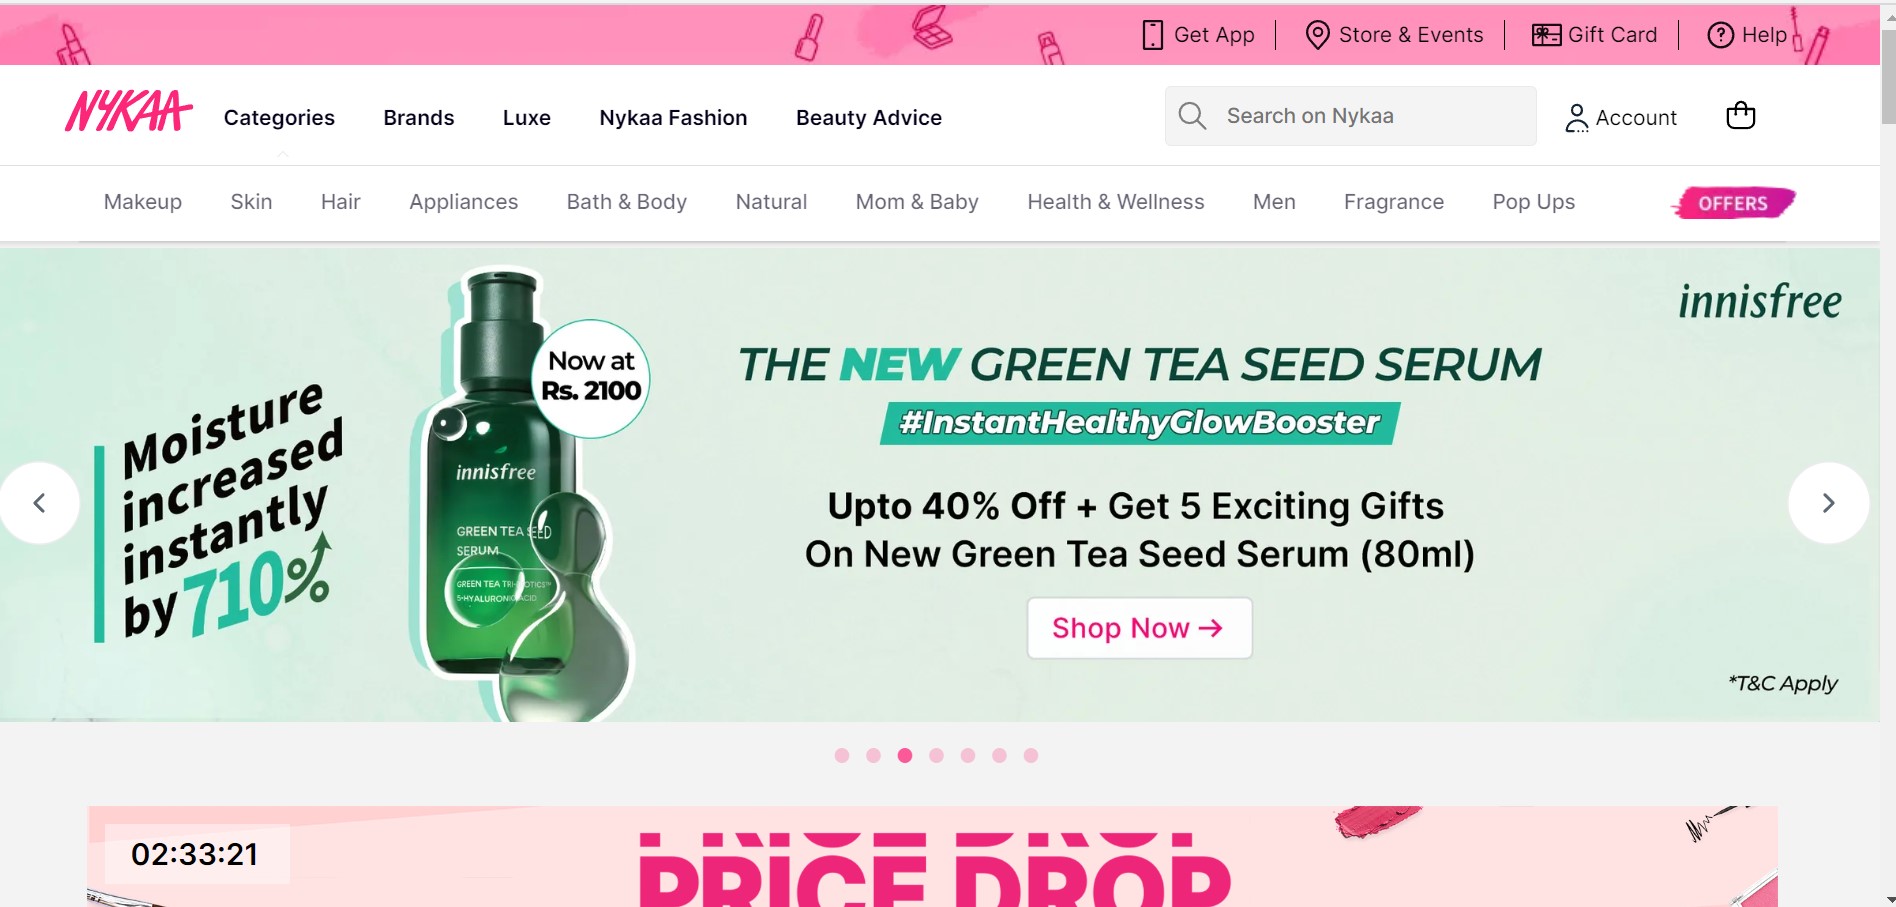 Get App
Store & Events
Gift Card
Help
NYKAA
Categories
Brands
Luxe
Nykaa Fashion
Beauty Advice
Search on Nykaa
Account
Makeup
Skin
Hair
Appliances
Bath & Body
Natural
Mom & Baby
Health & Wellness
Men
Fragrance
Pop Ups
OFFERS
Moisture
increased
instantly
by 710%
innisfree
GREEN TEA SEED
SERUM
GREEN TEA TRI-BIOTICS™
5-HYALURONIC ACID
Now at
Rs. 2100
innisfree
THE NEW GREEN TEA SEED SERUM
#InstantHealthyGlowBooster
Upto 40% Off + Get 5 Exciting Gifts
On New Green Tea Seed Serum (80ml)
Shop Now →
*T&C Apply
02:33:21
PRICE DROP